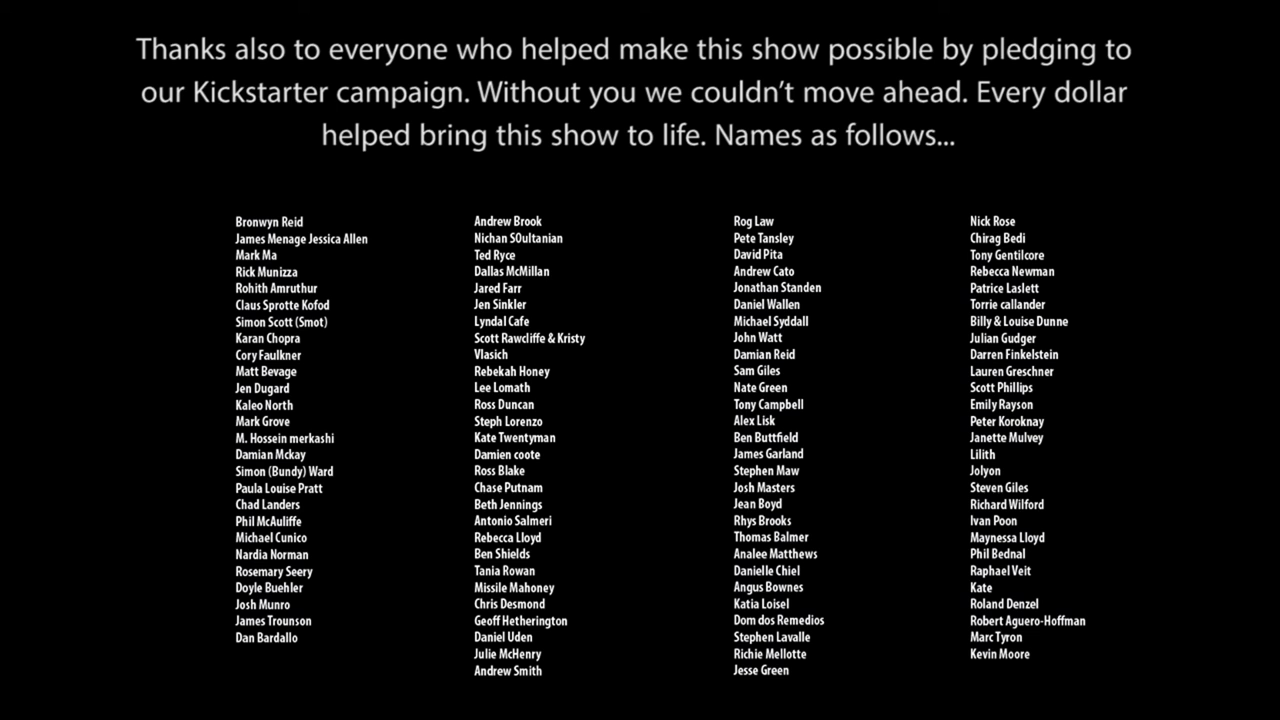 Thanks also to everyone who helped make this show possible by pledging to
our Kickstarter campaign. Without you we couldn't move ahead. Every dollar
helped bring this show to life. Names as follows...
Bronwyn Reid
James Menage Jessica Allen
Mark Ma
Rick Munizza
Rohith Amruthur
Claus Sprotte Kofod
Simon Scott (Smot)
Karan Chopra
Cory Faulkner
Matt Bevage
Jen Dugard
Kaleo North
Mark Grove
M. Hossein merkashi
Damian Mckay
Simon (Bundy) Ward
Paula Louise Pratt
Chad Landers
Phil McAuliffe
Michael Cunico
Nardia Norman
Rosemary Seery
Doyle Buehler
Josh Munro
James Trounson
Dan Bardallo
Andrew Brook
Nichan SOultanian
Ted Ryce
Dallas McMillan
Jared Farr
Jen Sinkler
Lyndal Cafe
Scott Rawcliffe & Kristy
Vlasich
Rebekah Honey
Lee Lomath
Ross Duncan
Steph Lorenzo
Kate Twentyman
Damien coote
Ross Blake
Chase Putnam
Beth Jennings
Antonio Salmeri
Rebecca Lloyd
Ben Shields
Tania Rowan
Missile Mahoney
Chris Desmond
Geoff Hetherington
Daniel Uden
Julie McHenry
Andrew Smith
Rog Law
Pete Tansley
David Pita
Andrew Cato
Jonathan Standen
Daniel Wallen
Michael Syddall
John Watt
Damian Reid
Sam Giles
Nate Green
Tony Campbell
Alex Lisk
Ben Buttfield
James Garland
Stephen Maw
Josh Masters
Jean Boyd
Rhys Brooks
Thomas Balmer
Analee Matthews
Danielle Chiel
Angus Bownes
Katia Loisel
Dom dos Remedios
Stephen Lavalle
Richie Mellotte
Jesse Green
Nick Rose
Chirag Bedi
Tony Gentilcore
Rebecca Newman
Patrice Laslett
Torrie callander
Billy & Louise Dunne
Julian Gudger
Darren Finkelstein
Lauren Greschner
Scott Phillips
Emily Rayson
Peter Koroknay
Janette Mulvey
Lilith
Jolyon
Steven Giles
Richard Wilford
Ivan Poon
Maynessa Lloyd
Phil Bednal
Raphael Veit
Kate
Roland Denzel
Robert Aguero-Hoffman
Marc Tyron
Kevin Moore